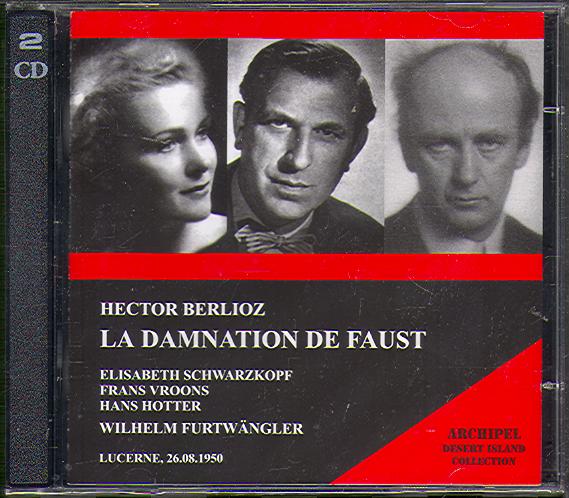 2
CD
HECTOR BERLIOZ
LA DAMNATION DE FAUST
ELISABETH SCHWARZKOPF
FRANS VROONS
HANS HOTTER
WILHELM FURTWÄNGLER
LUCERNE, 26.08.1950
ARCHIPEL
DESERT ISLAND
COLLECTION